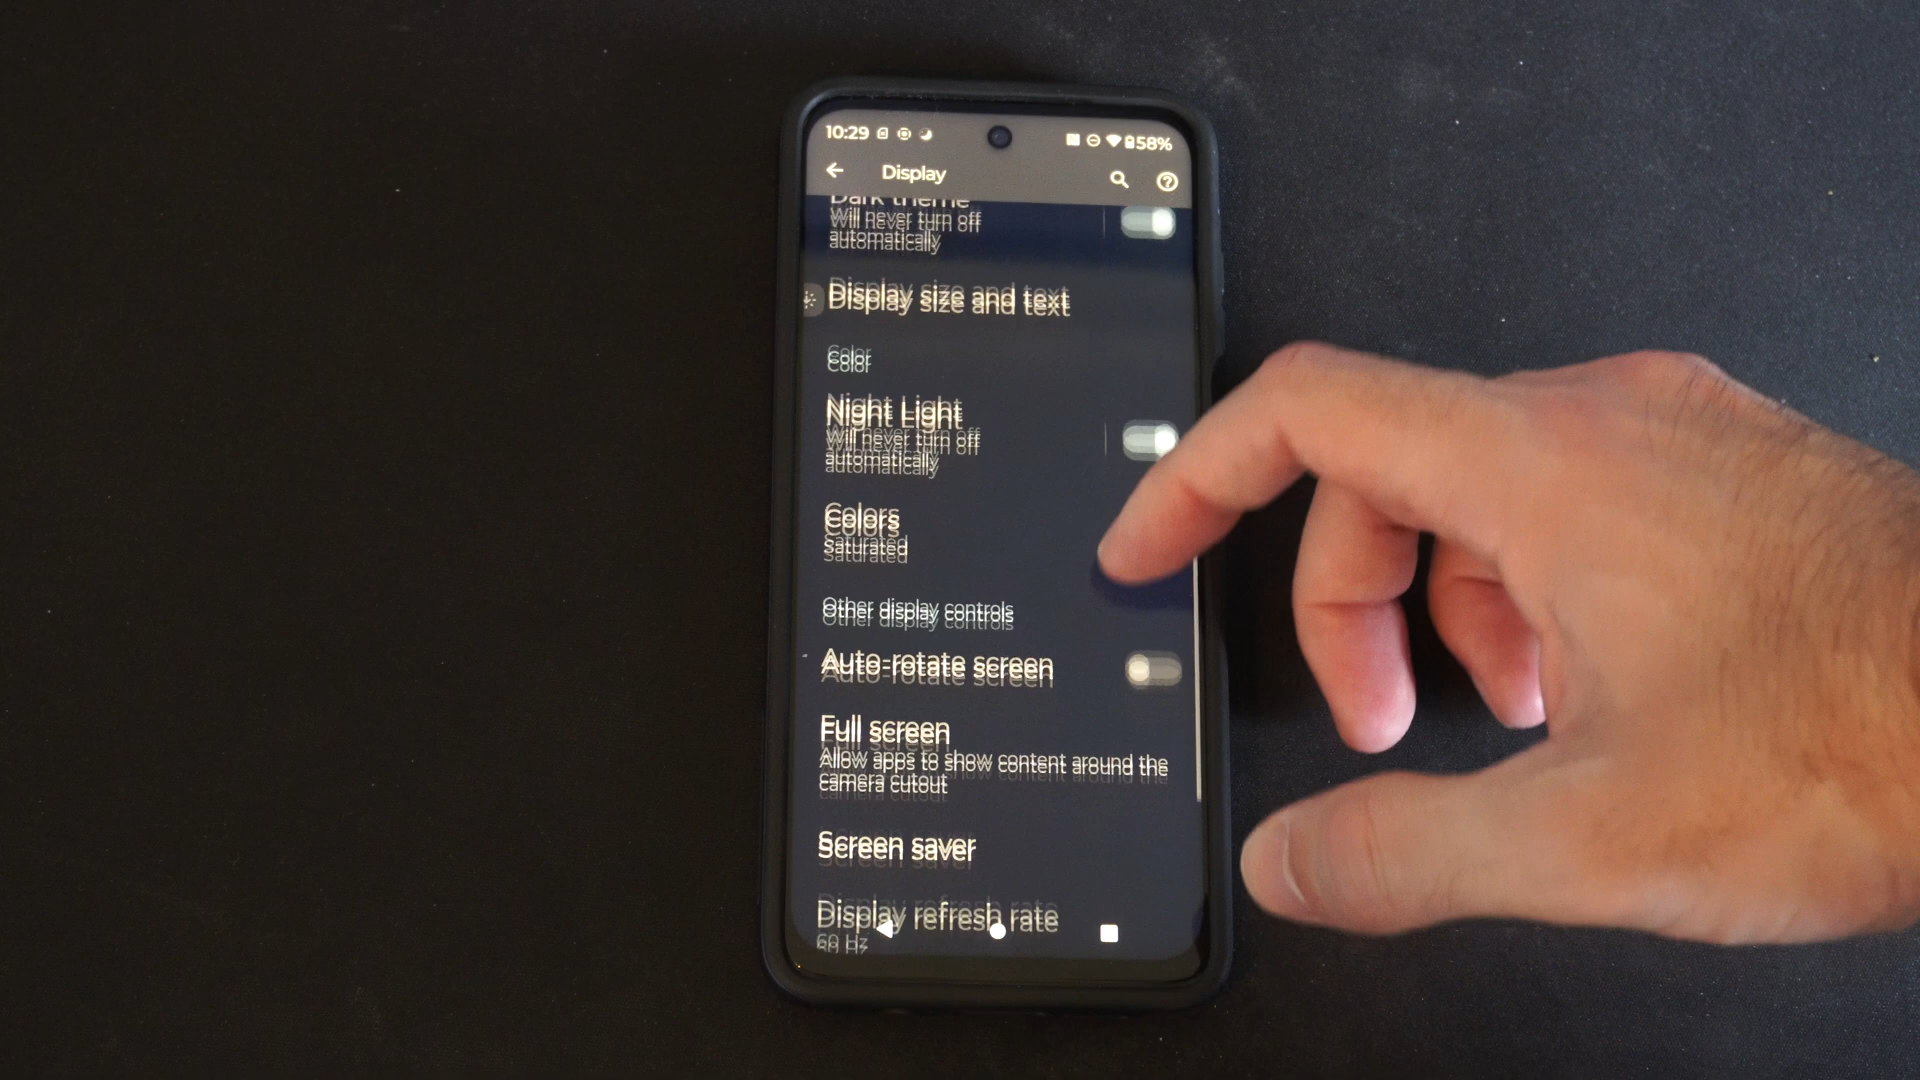 10:29
58%
Display
Dark theme
Will never turn off
automatically
Display size and text
Color
Night Light
Will never turn off
automatically
Colors
Saturated
Other display controls
Auto-rotate screen
Full screen
Allow apps to show content around the
camera cutout
Screen saver
Display refresh rate
60 Hz